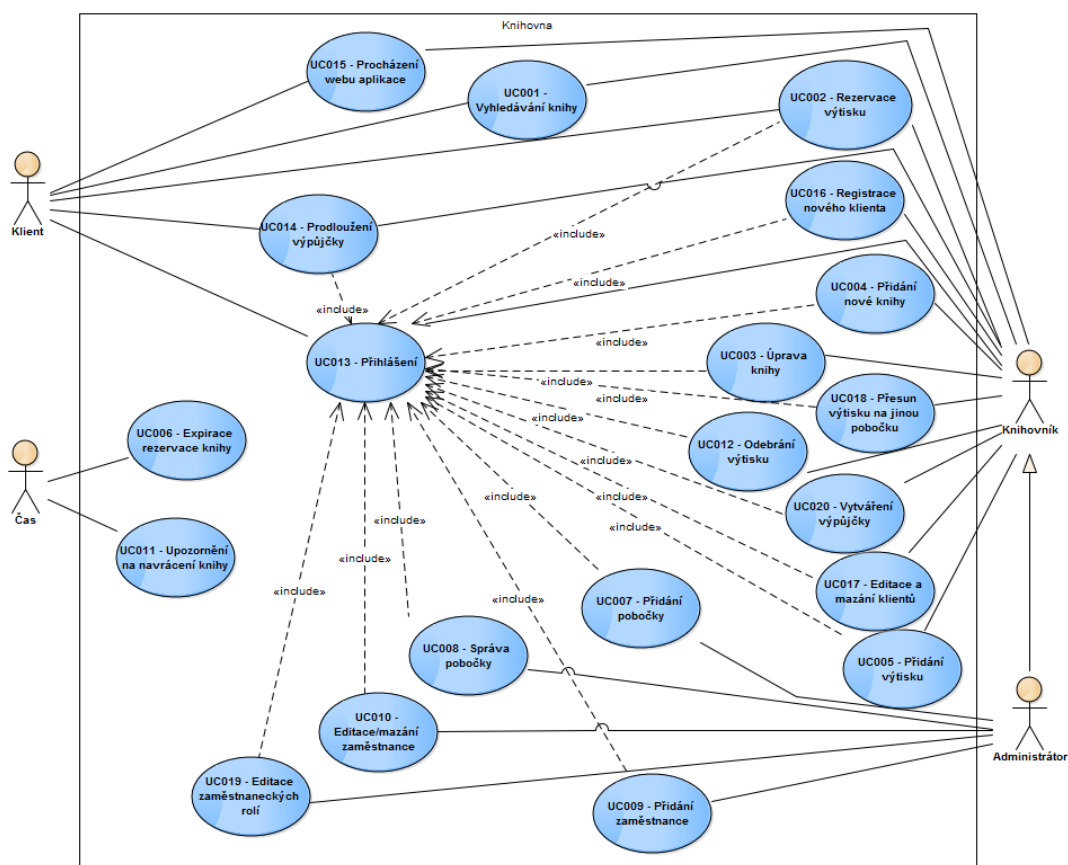 Knihovna
UC015 - Procházení
webu aplikace
UC001 -
Vyhledávání knihy
UC002 - Rezervace
výtisku
UC016 - Registrace
nového klienta
Klient
UC014 - Prodloužení
výpůjčky
«include»
«include»
UC004 - Přidání
nové knihy
«include»
«include»
UC013 - Přihlášení
UC003 - Úprava
knihy
«include»
«include»
UC018 - Přesun
výtisku na jinou
pobočku
Knihovník
UC006 - Expirace
rezervace knihy
UC012 - Odebrání
výtisku
«include»
«include»
Čas
UC020 - Vytváření
výpůjčky
«include»
«include»
«include»
UC011 - Upozornění
na navrácení knihy
«include»
«include»
UC017 - Editace a
mazání klientů
UC007 - Přidání
pobočky
«include»
UC008 - Správa
pobočky
UC005 - Přidání
výtisku
UC010 -
Editace/mazání
zaměstnance
Administrátor
UC019 - Editace
zaměstnaneckých
rolí
UC009 - Přidání
zaměstnance